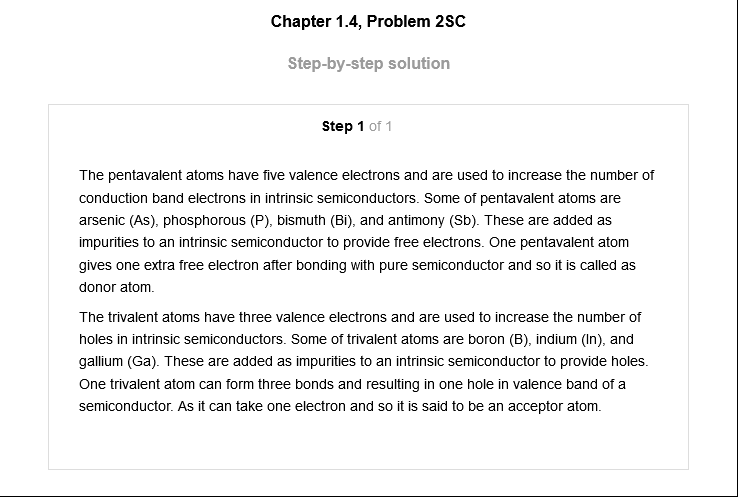 Chapter 1.4, Problem 2SC
Step-by-step solution
Step 1 of 1
The pentavalent atoms have five valence electrons and are used to increase the number of
conduction band electrons in intrinsic semiconductors. Some of pentavalent atoms are
arsenic (As), phosphorous (P), bismuth (Bi), and antimony (Sb). These are added as
impurities to an intrinsic semiconductor to provide free electrons. One pentavalent atom
gives one extra free electron after bonding with pure semiconductor and so it is called as
donor atom.
The trivalent atoms have three valence electrons and are used to increase the number of
holes in intrinsic semiconductors. Some of trivalent atoms are boron (B), indium (In), and
gallium (Ga). These are added as impurities to an intrinsic semiconductor to provide holes.
One trivalent atom can form three bonds and resulting in one hole in valence band of a
semiconductor. As it can take one electron and so it is said to be an acceptor atom.